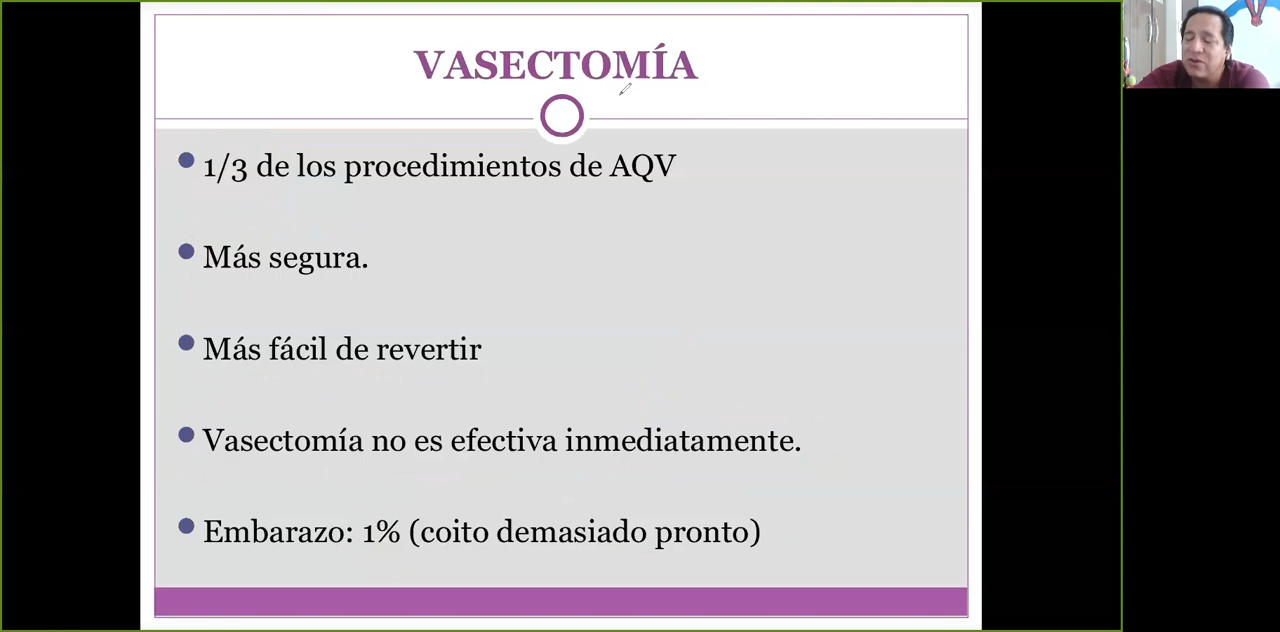 VASECTOMÍA
1/3 de los procedimientos de AQV
Más segura.
Más fácil de revertir
Vasectomía no es efectiva inmediatamente.
Embarazo: 1% (coito demasiado pronto)